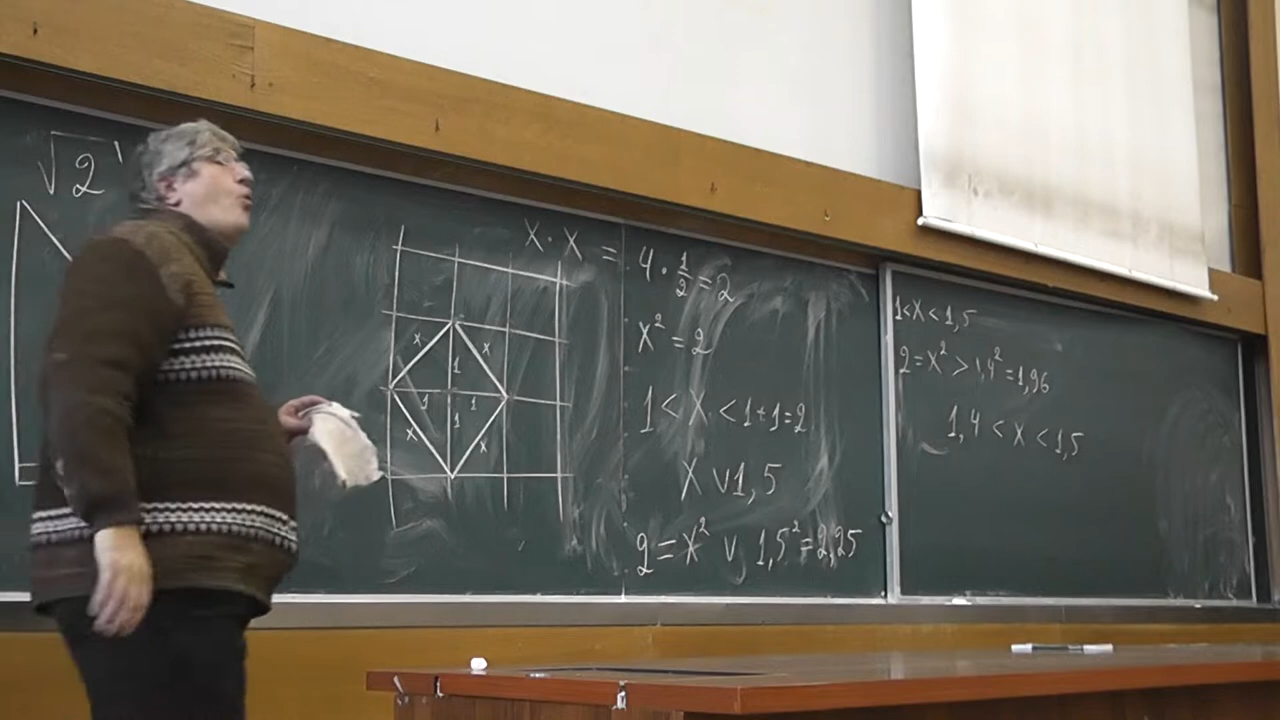 √2
x x
1
1 1
1
x x
X · X = 4 · 1/2 = 2
x² = 2
1 < X < 1+1=2
X ∨ 1,5
2 = x² ∨ 1,5² = 2,25
1 < x < 1,5
2 = x² > 1,4² = 1,96
1,4 < x < 1,5